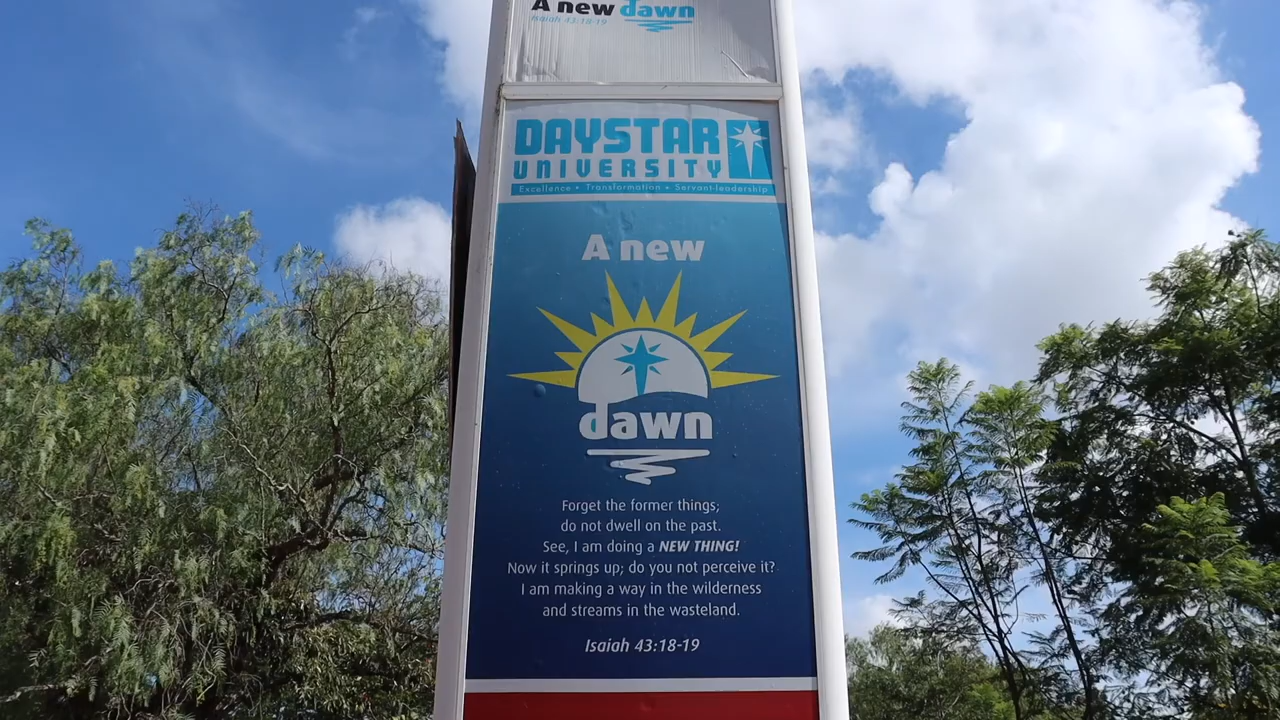 A new dawn
Isaiah 43:18-19
DAYSTAR
UNIVERSITY
Excellence • Transformation • Servant-leadership
A new
dawn
Forget the former things;
do not dwell on the past.
See, I am doing a NEW THING!
Now it springs up; do you not perceive it?
I am making a way in the wilderness
and streams in the wasteland.
Isaiah 43:18-19